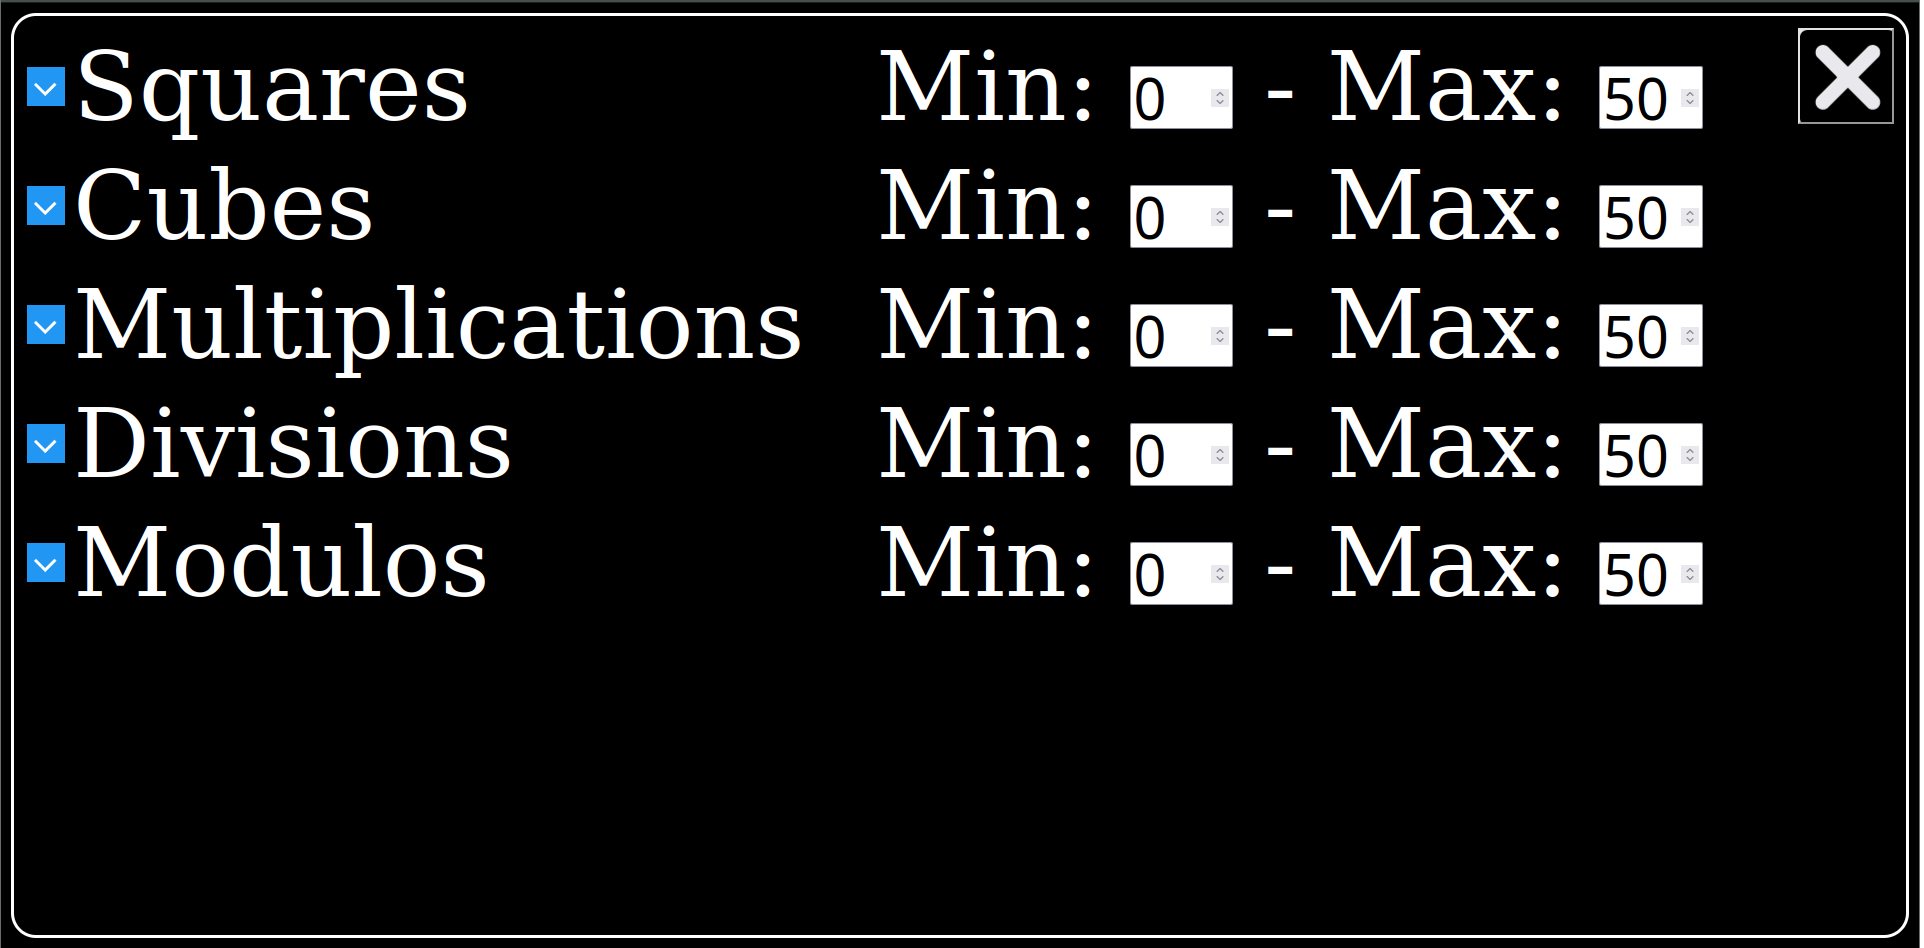 Squares Min: 0 - Max: 50
Cubes Min: 0 - Max: 50
Multiplications Min: 0 - Max: 50
Divisions Min: 0 - Max: 50
Modulos Min: 0 - Max: 50